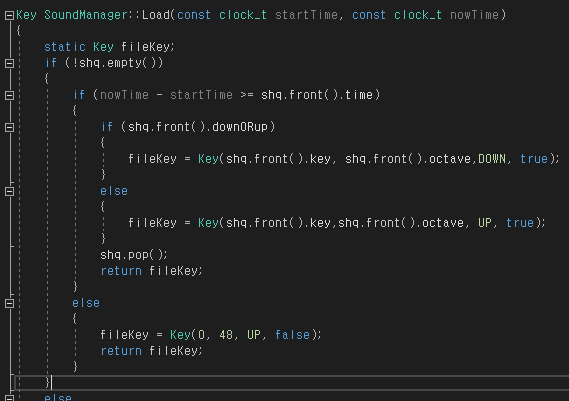 Key SoundManager::Load(const clock_t startTime, const clock_t nowTime)
{
static Key fileKey;
if (!shq.empty())
{
if (nowTime - startTime >= shq.front().time)
{
if (shq.front().downORup)
{
fileKey = Key(shq.front().key, shq.front().octave,DOWN, true);
}
else
{
fileKey = Key(shq.front().key,shq.front().octave, UP, true);
}
shq.pop();
return fileKey;
}
else
{
fileKey = Key(0, 48, UP, false);
return fileKey;
}
}
else